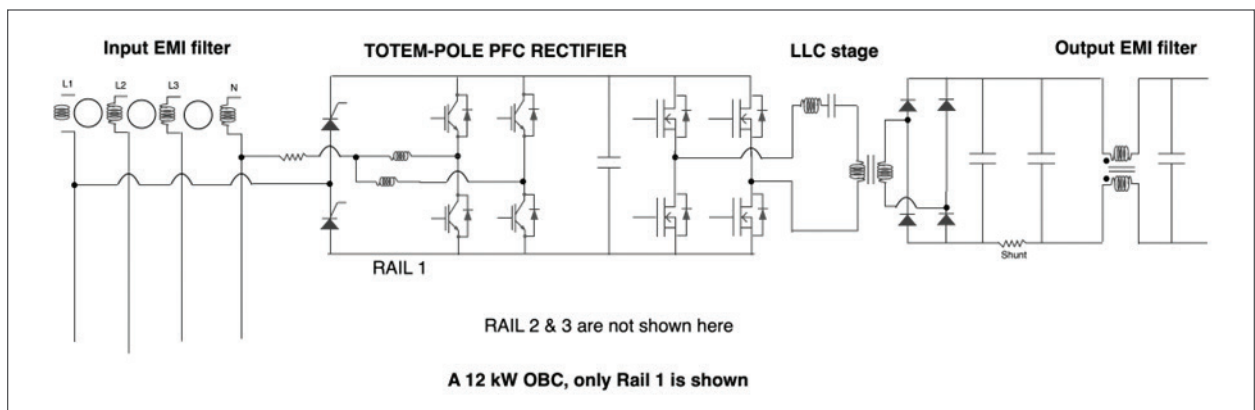 Input EMI filter
TOTEM-POLE PFC RECTIFIER
LLC stage
Output EMI filter
L1
L2
L3
N
Shunt
RAIL 1
RAIL 2 & 3 are not shown here
A 12 kW OBC, only Rail 1 is shown